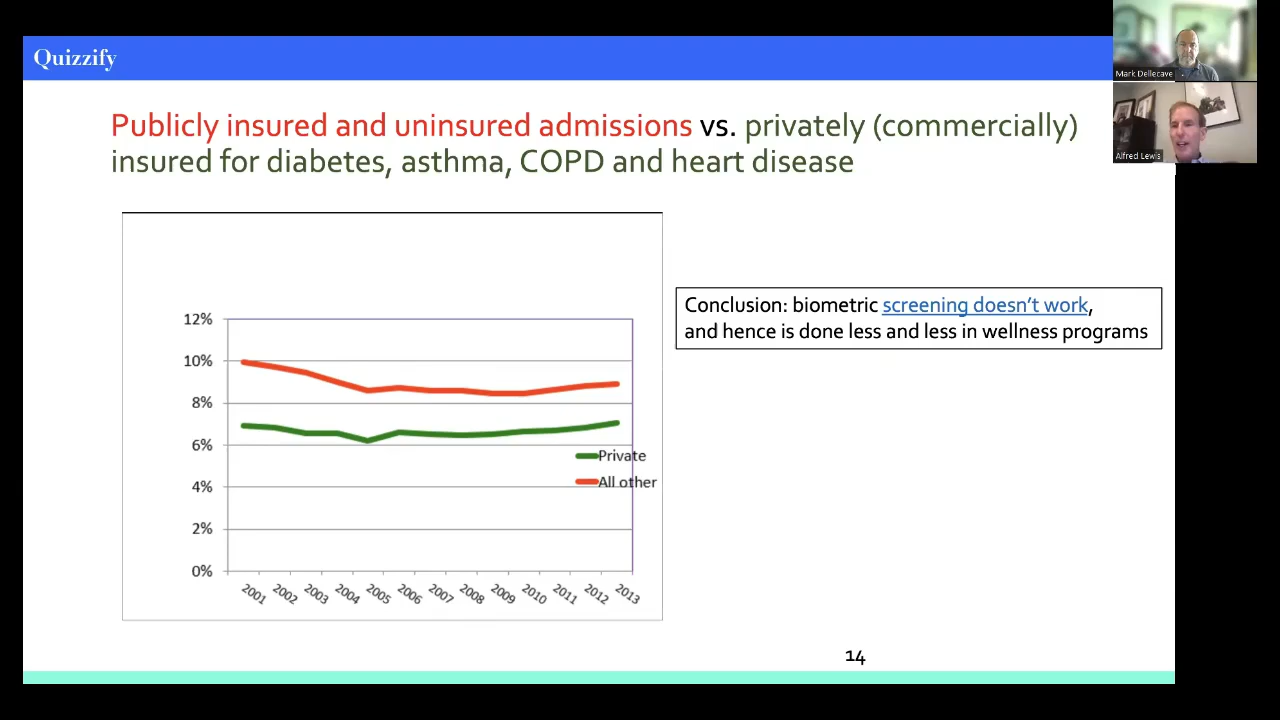 Quizzify
Mark Dellecave
Alfred Lewis
Publicly insured and uninsured admissions vs. privately (commercially)
insured for diabetes, asthma, COPD and heart disease
Conclusion: biometric screening doesn't work,
and hence is done less and less in wellness programs
12%
10%
8%
6%
4%
2%
0%
Private
All other
2001 2002 2003 2004 2005 2006 2007 2008 2009 2010 2011 2012 2013
14